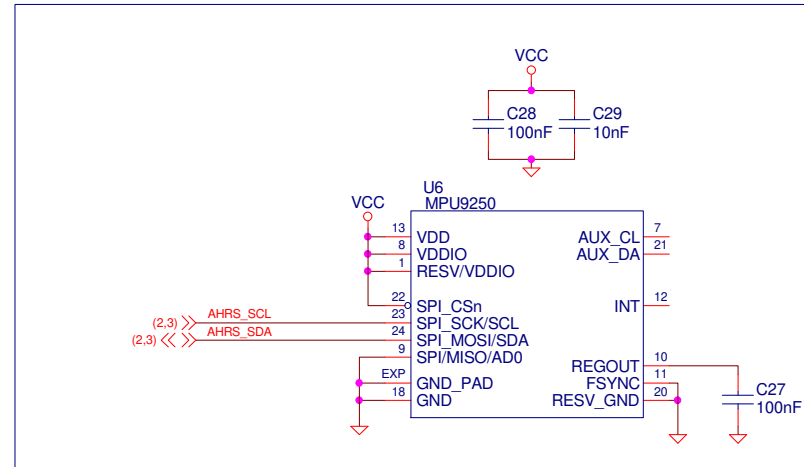 VCC
C28
100nF
C29
10nF
U6
MPU9250
VCC
13 VDD
8 VDDIO
1 RESV/VDDIO
22 SPI_CSn
(2,3) AHRS_SCL 23 SPI_SCK/SCL
(2,3) AHRS_SDA 24 SPI_MOSI/SDA
9 SPI/MISO/AD0
EXP GND_PAD
18 GND
AUX_CL 7
AUX_DA 21
INT 12
REGOUT 10
FSYNC 11
RESV_GND 20
C27
100nF